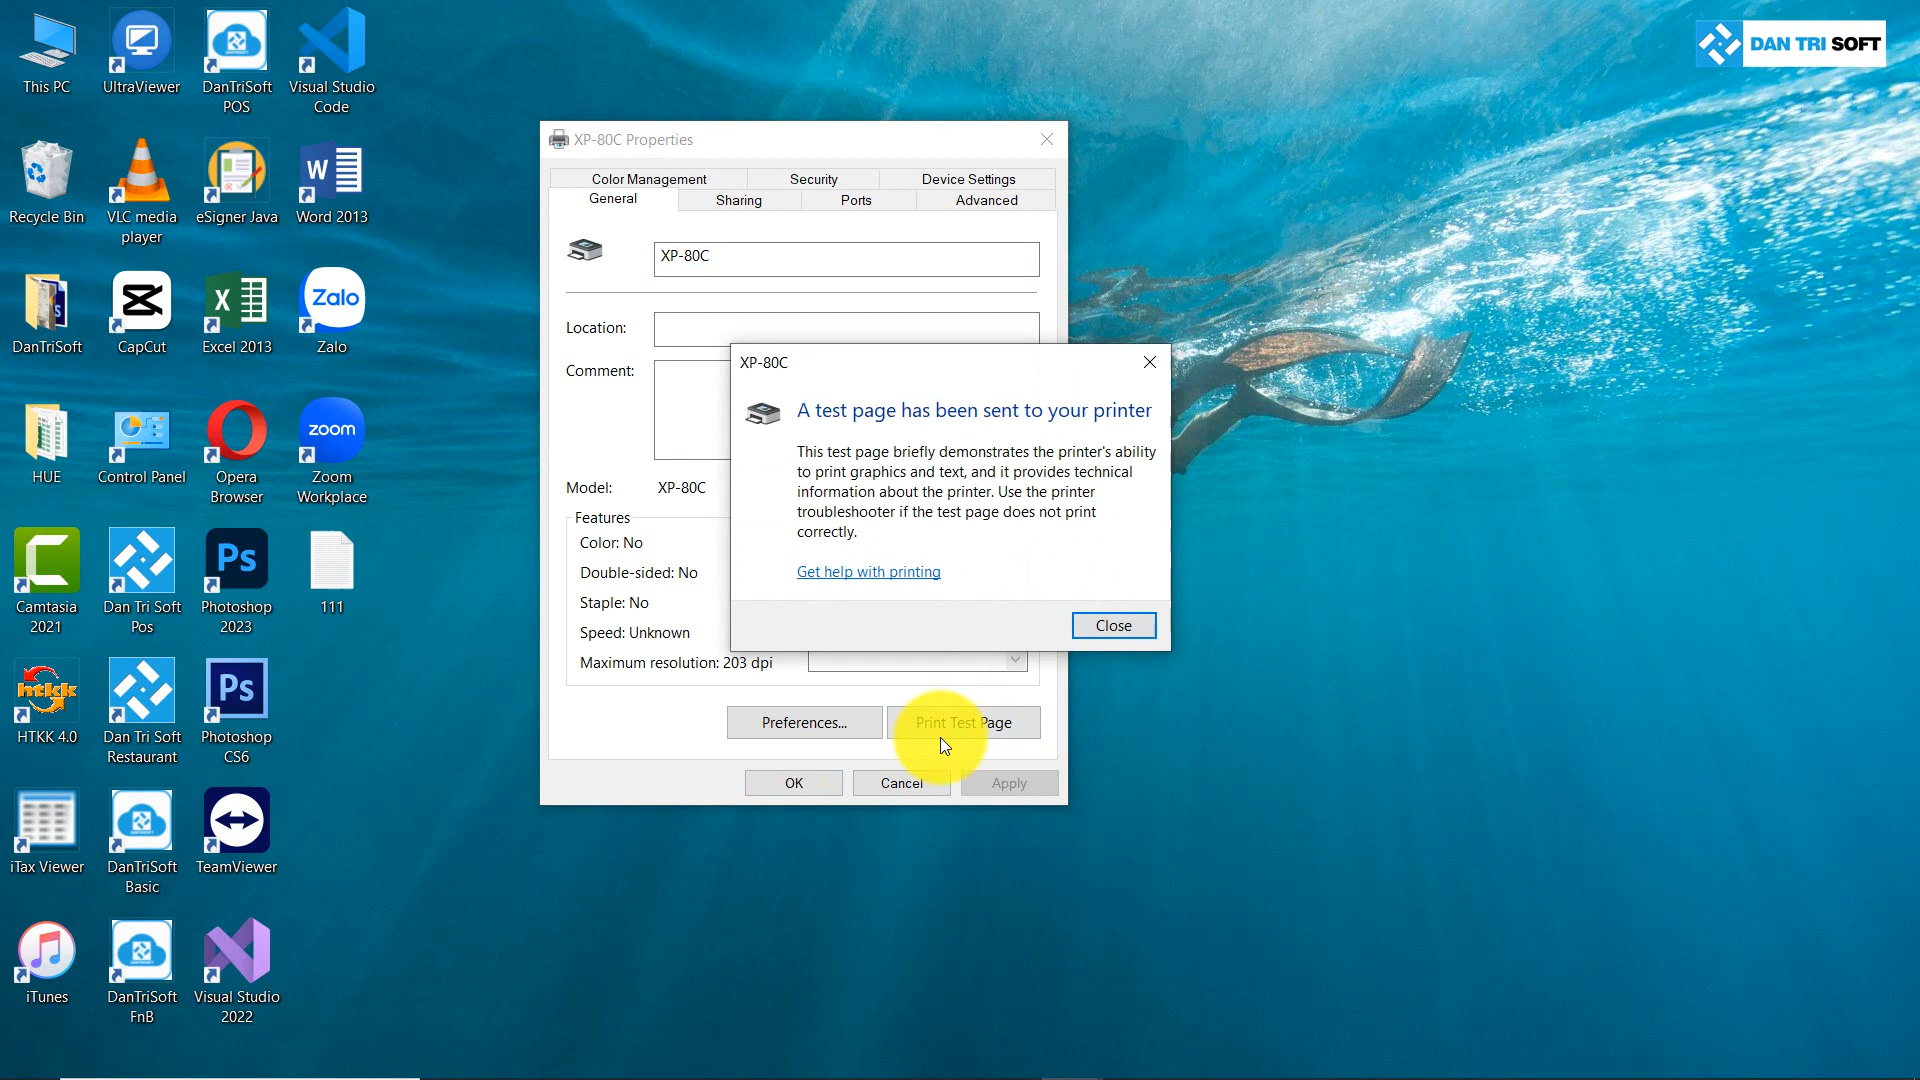 This PC
UltraViewer
DanTriSoft
POS
Visual Studio
Code
Recycle Bin
VLC media
player
eSigner Java
Word 2013
DanTriSoft
CapCut
Excel 2013
Zalo
Zalo
HUE
Control Panel
Opera
Browser
zoom
Zoom
Workplace
Camtasia
2021
Dan Tri Soft
Pos
Ps
Photoshop
2023
111
htkk
HTKK 4.0
Dan Tri Soft
Restaurant
Ps
Photoshop
CS6
iTax Viewer
DanTriSoft
Basic
TeamViewer
iTunes
DanTriSoft
FnB
Visual Studio
2022
DAN TRI SOFT
XP-80C Properties
Color Management
Security
Device Settings
General
Sharing
Ports
Advanced
XP-80C
Location:
Comment:
Model: XP-80C
Features
Color: No
Double-sided: No
Staple: No
Speed: Unknown
Maximum resolution: 203 dpi
Preferences...
Print Test Page
OK
Cancel
Apply
XP-80C
A test page has been sent to your printer
This test page briefly demonstrates the printer's ability
to print graphics and text, and it provides technical
information about the printer. Use the printer
troubleshooter if the test page does not print
correctly.
Get help with printing
Close